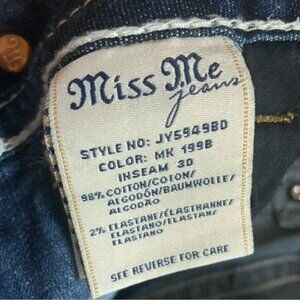 Miss Me
jeans
STYLE NO: JY5949BD
COLOR: MK 199B
INSEAM 30
98% COTTON/COTON/
ALGODÓN/BAUMWOLLE/
ALGODÃO
2% ELASTANE/ÉLASTHANNE/
ELASTANO/ELASTAN/
ELASTANO
SEE REVERSE FOR CARE